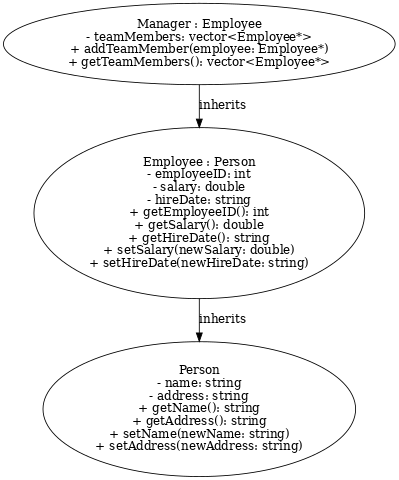 Manager : Employee
- teamMembers: vector<Employee*>
+ addTeamMember(employee: Employee*)
+ getTeamMembers(): vector<Employee*>
inherits
Employee : Person
- employeeID: int
- salary: double
- hireDate: string
+ getEmployeeID(): int
+ getSalary(): double
+ getHireDate(): string
+ setSalary(newSalary: double)
+ setHireDate(newHireDate: string)
inherits
Person
- name: string
- address: string
+ getName(): string
+ getAddress(): string
+ setName(newName: string)
+ setAddress(newAddress: string)